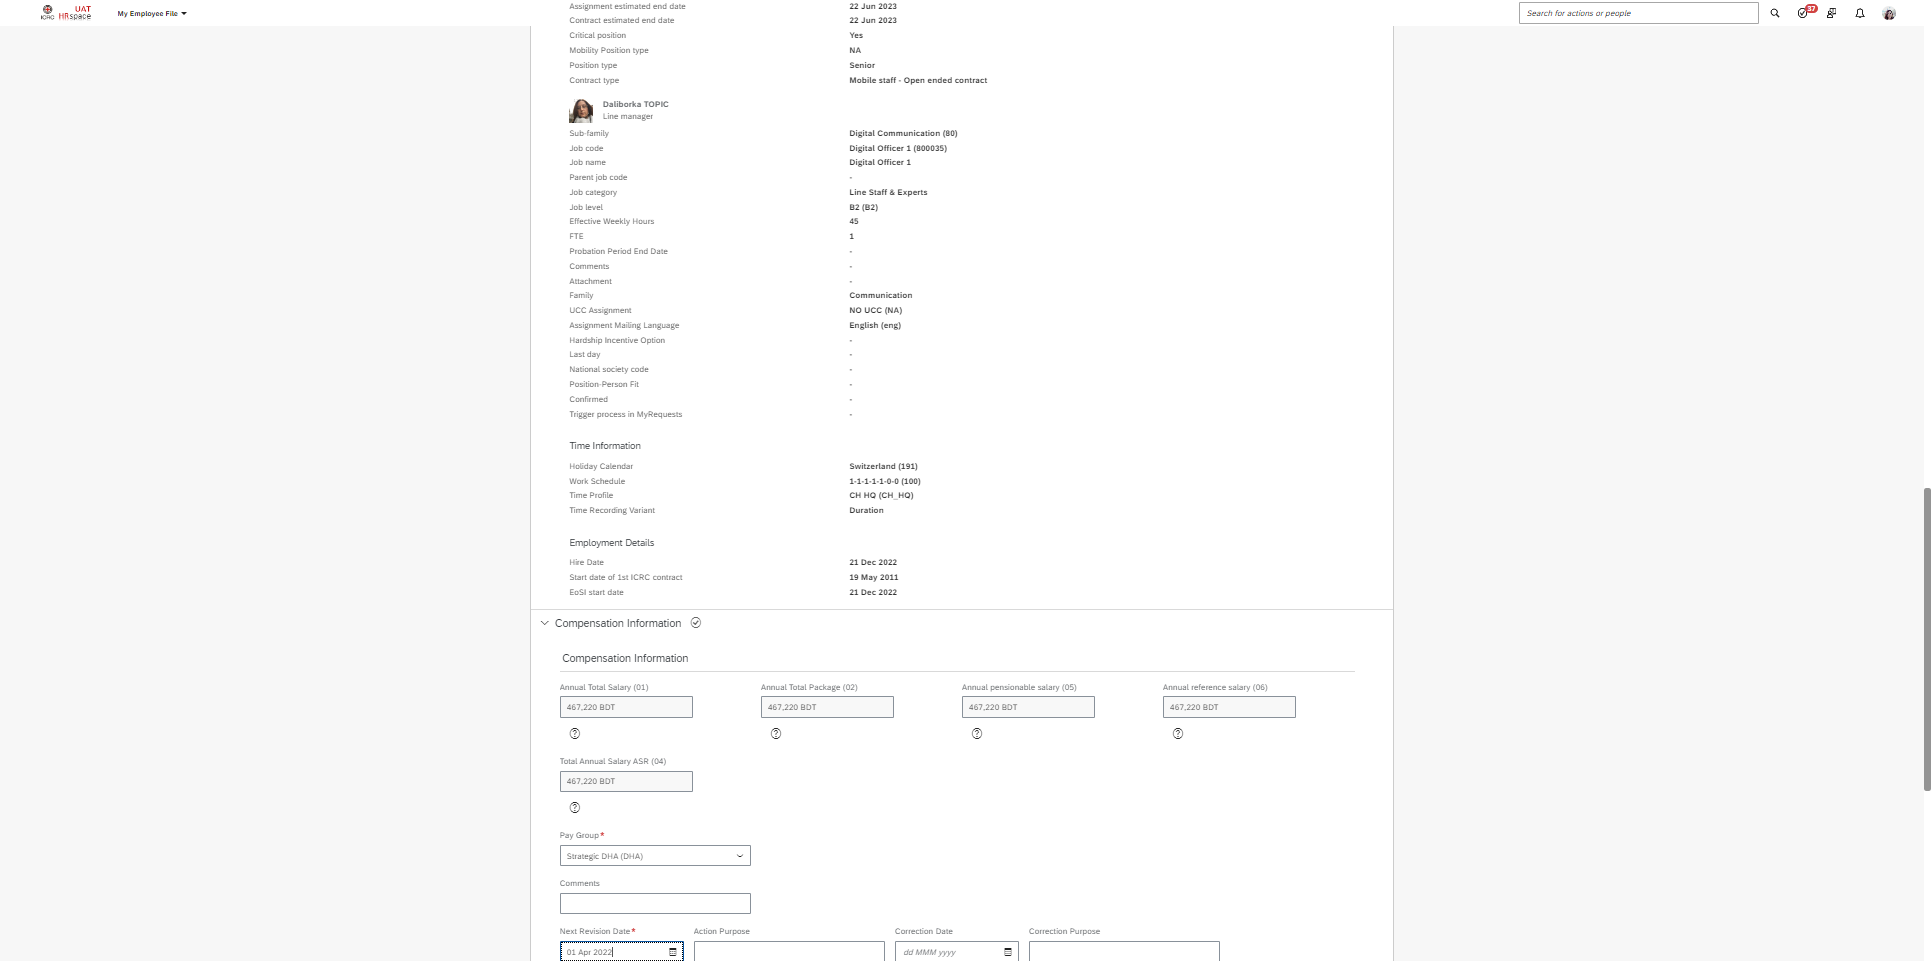 ICRC UAT HRspace My Employee File Search for actions or people 37
Assignment estimated end date 22 Jun 2023
Contract estimated end date 22 Jun 2023
Critical position Yes
Mobility Position type NA
Position type Senior
Contract type Mobile staff - Open ended contract
Daliborka TOPIC
Line manager
Sub-family Digital Communication (80)
Job code Digital Officer 1 (800035)
Job name Digital Officer 1
Parent job code -
Job category Line Staff & Experts
Job level B2 (B2)
Effective Weekly Hours 45
FTE 1
Probation Period End Date -
Comments -
Attachment -
Family Communication
UCC Assignment NO UCC (NA)
Assignment Mailing Language English (eng)
Hardship Incentive Option -
Last day -
National society code -
Position-Person Fit -
Confirmed -
Trigger process in MyRequests -
Time Information
Holiday Calendar Switzerland (191)
Work Schedule 1-1-1-1-1-0-0 (100)
Time Profile CH HQ (CH_HQ)
Time Recording Variant Duration
Employment Details
Hire Date 21 Dec 2022
Start date of 1st ICRC contract 19 May 2011
EoSI start date 21 Dec 2022
Compensation Information
Compensation Information
Annual Total Salary (01) Annual Total Package (02) Annual pensionable salary (05) Annual reference salary (06)
467,220 BDT 467,220 BDT 467,220 BDT 467,220 BDT
Total Annual Salary ASR (04)
467,220 BDT
Pay Group*
Strategic DHA (DHA)
Comments
Next Revision Date* Action Purpose Correction Date Correction Purpose
01 Apr 2022 dd MMM yyyy